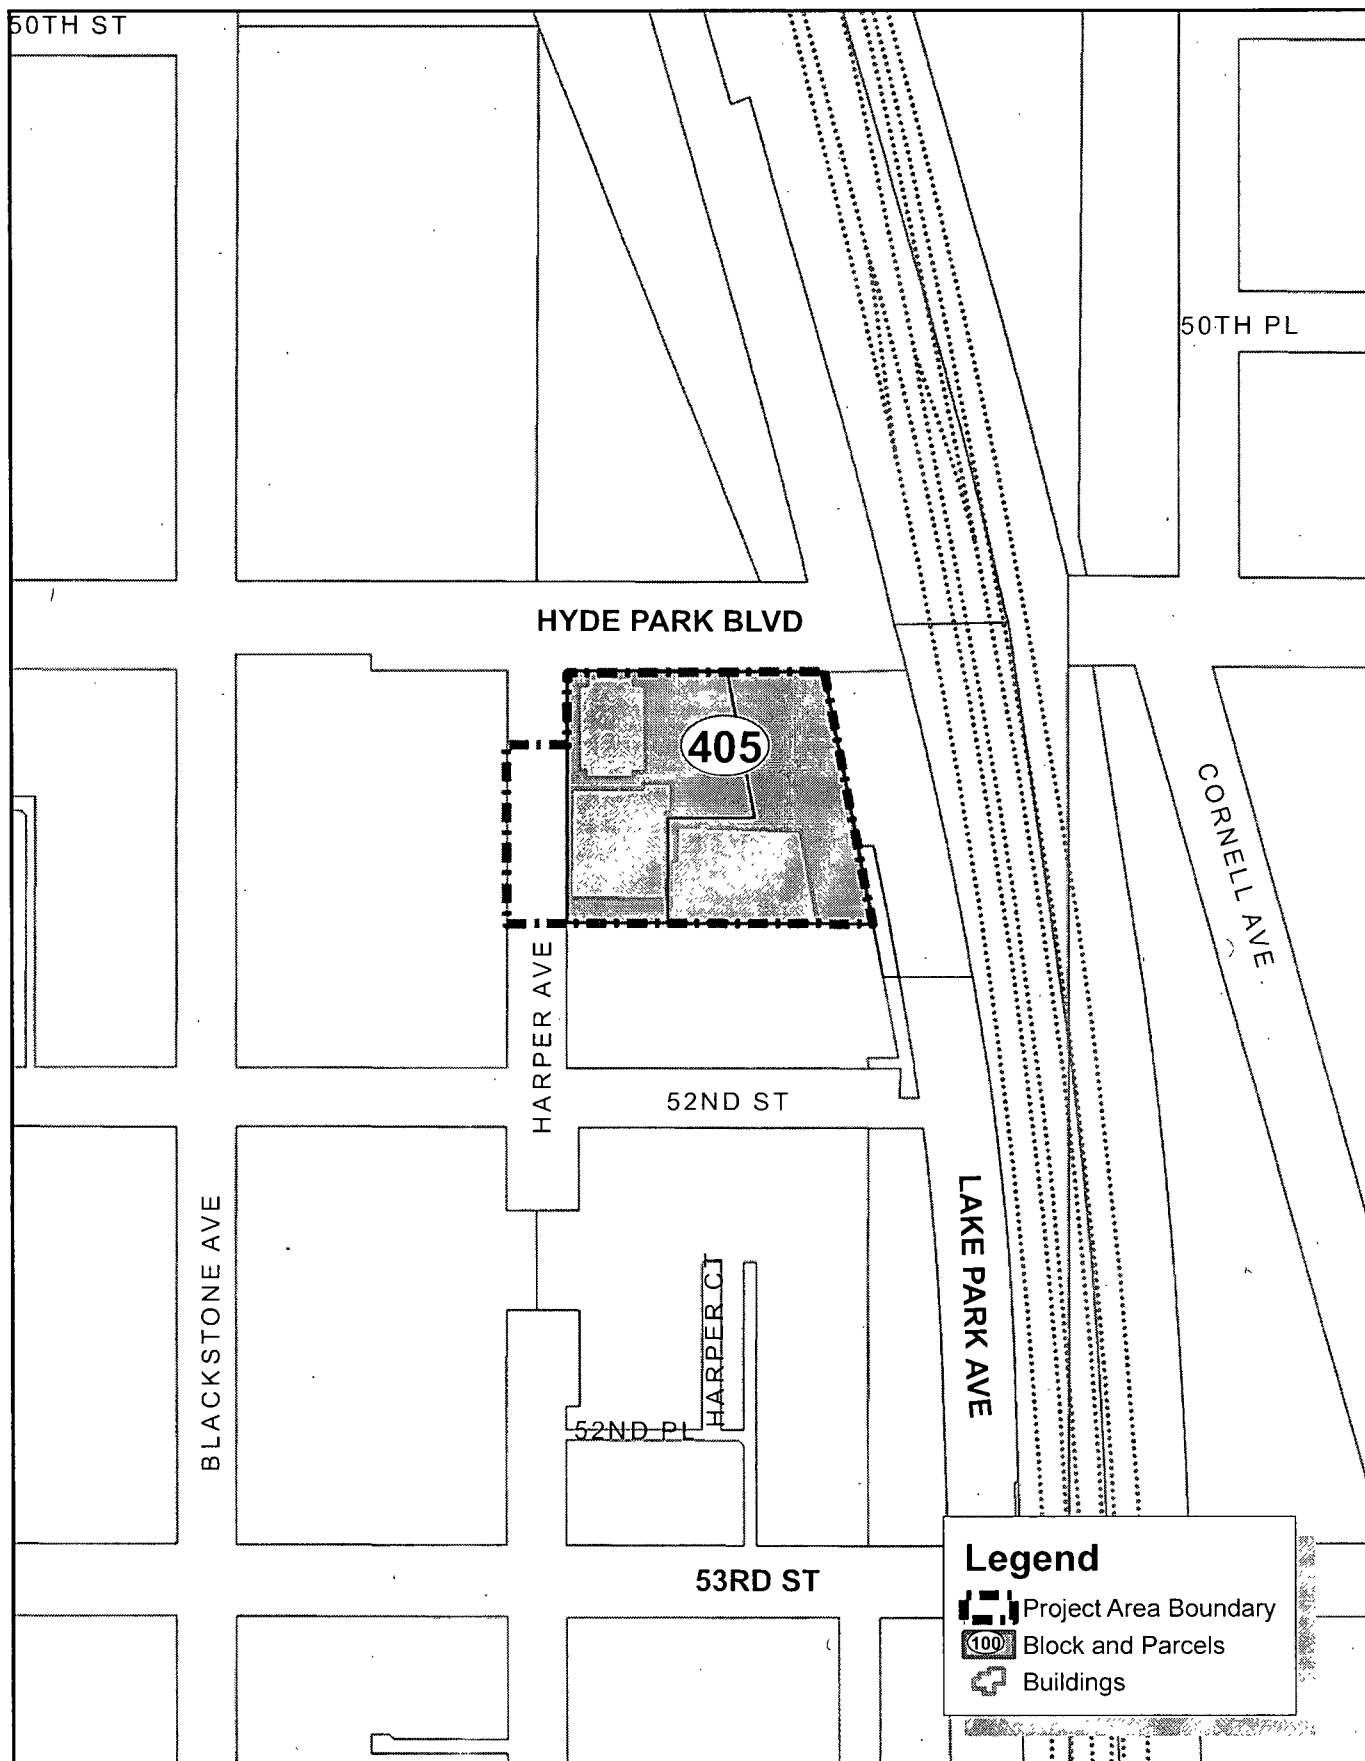 50TH ST
50TH PL
HYDE PARK BLVD
405
CORNELL AVE
HARPER AVE
52ND ST
LAKE PARK AVE
BLACKSTONE AVE
HARPER CT
52ND PL
53RD ST
Legend
Project Area Boundary
100 Block and Parcels
Buildings